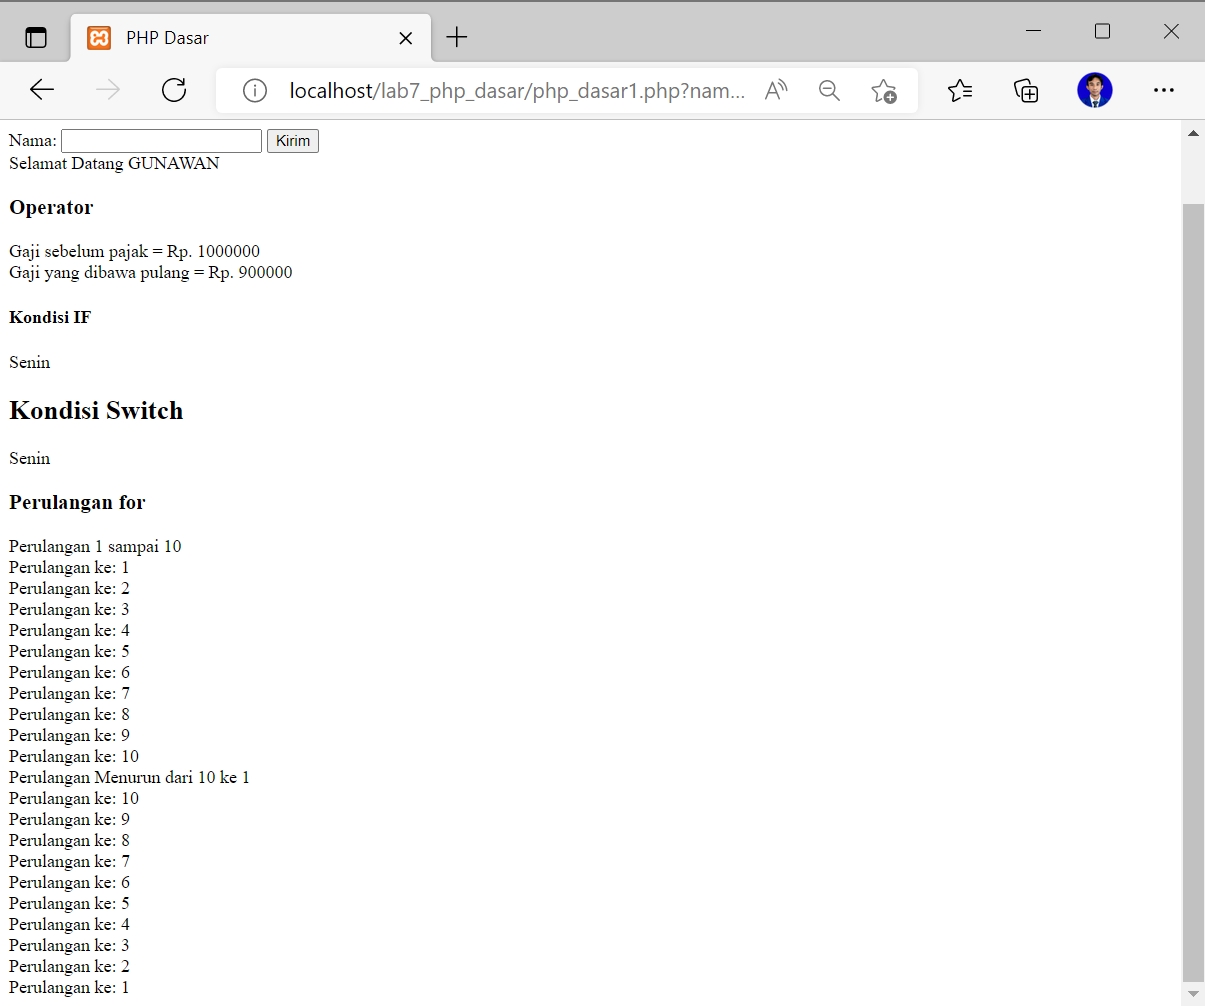 PHP Dasar
localhost/lab7_php_dasar/php_dasar1.php?nam...
Nama: Kirim
Selamat Datang GUNAWAN
Operator
Gaji sebelum pajak = Rp. 1000000
Gaji yang dibawa pulang = Rp. 900000
Kondisi IF
Senin
Kondisi Switch
Senin
Perulangan for
Perulangan 1 sampai 10
Perulangan ke: 1
Perulangan ke: 2
Perulangan ke: 3
Perulangan ke: 4
Perulangan ke: 5
Perulangan ke: 6
Perulangan ke: 7
Perulangan ke: 8
Perulangan ke: 9
Perulangan ke: 10
Perulangan Menurun dari 10 ke 1
Perulangan ke: 10
Perulangan ke: 9
Perulangan ke: 8
Perulangan ke: 7
Perulangan ke: 6
Perulangan ke: 5
Perulangan ke: 4
Perulangan ke: 3
Perulangan ke: 2
Perulangan ke: 1